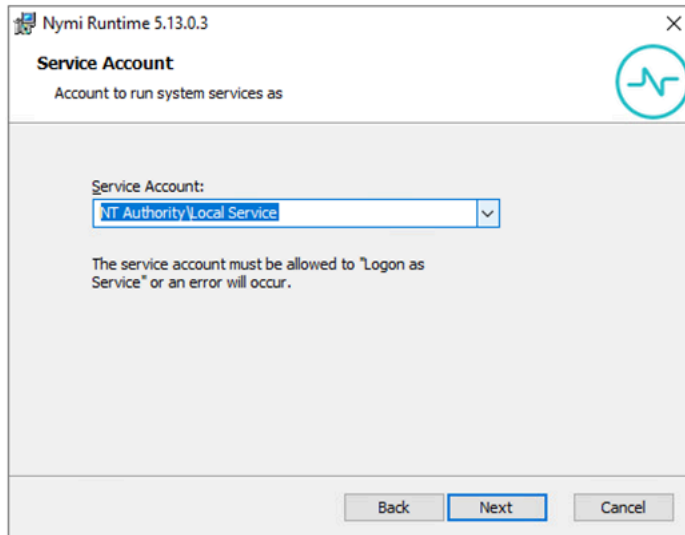 Nymi Runtime 5.13.0.3
Service Account
Account to run system services as
Service Account:
NT Authority\Local Service
The service account must be allowed to "Logon as
Service" or an error will occur.
Back
Next
Cancel